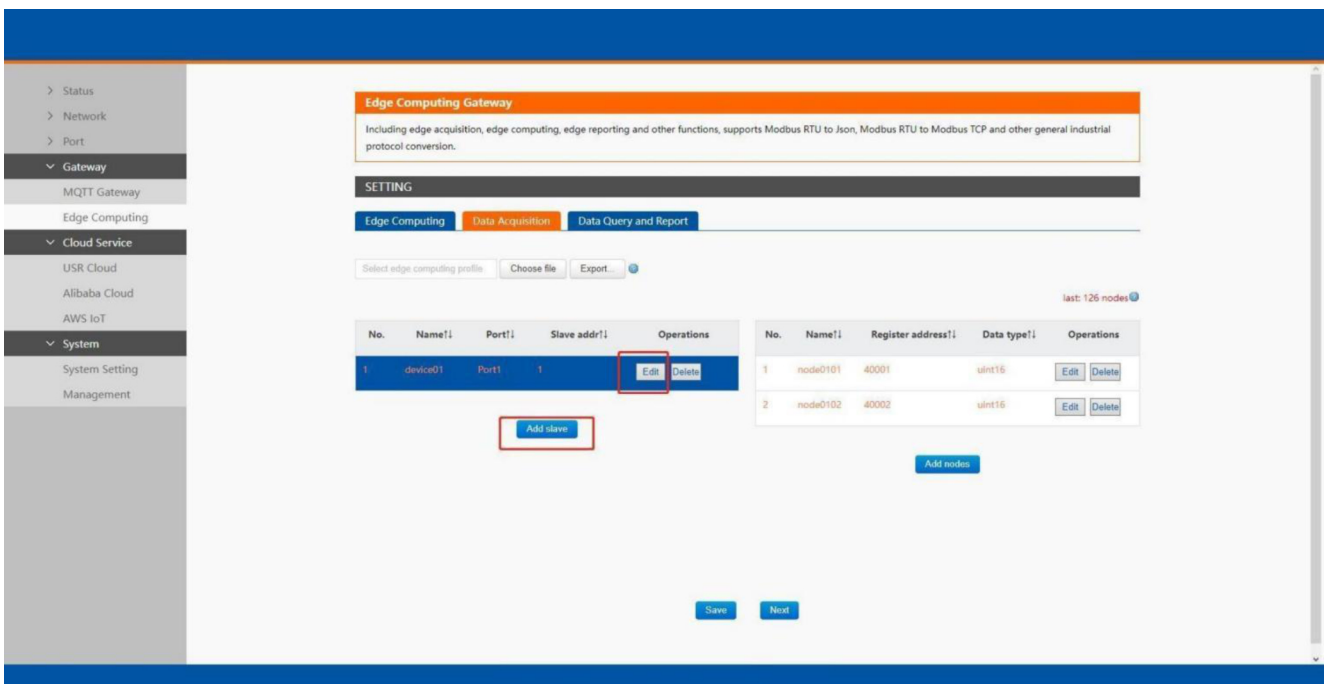 Status
Network
Port
Gateway
MQTT Gateway
Edge Computing
Cloud Service
USR Cloud
Alibaba Cloud
AWS IoT
System
System Setting
Management
Edge Computing Gateway
Including edge acquisition, edge computing, edge reporting and other functions, supports Modbus RTU to Json, Modbus RTU to Modbus TCP and other general industrial
protocol conversion.
SETTING
Edge Computing Data Acquisition Data Query and Report
Select edge computing profile Choose file Export...
last: 126 nodes
No. Name↑↓ Port↑↓ Slave addr↑↓ Operations
1 device01 Port1 1 Edit Delete
Add slave
No. Name↑↓ Register address↑↓ Data type↑↓ Operations
1 node0101 40001 uint16 Edit Delete
2 node0102 40002 uint16 Edit Delete
Add nodes
Save Next